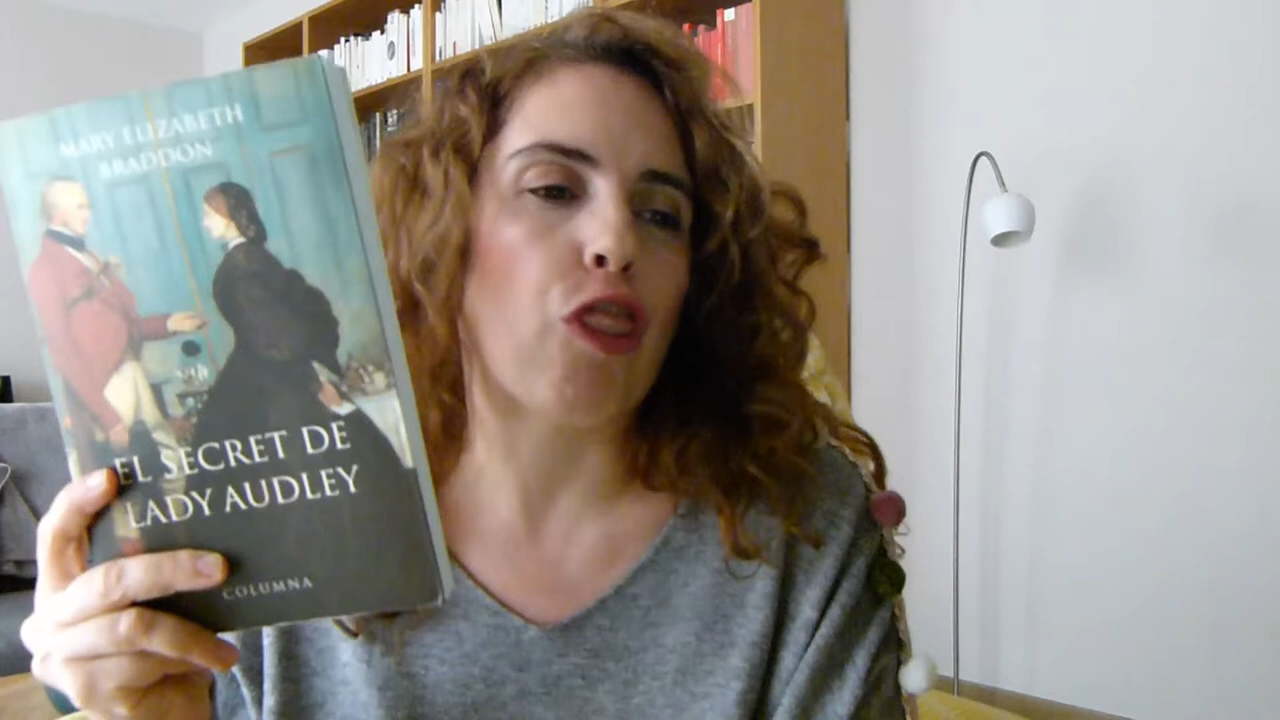 MARY ELIZABETH
BRADDON
EL SECRET DE
LADY AUDLEY
COLUMNA